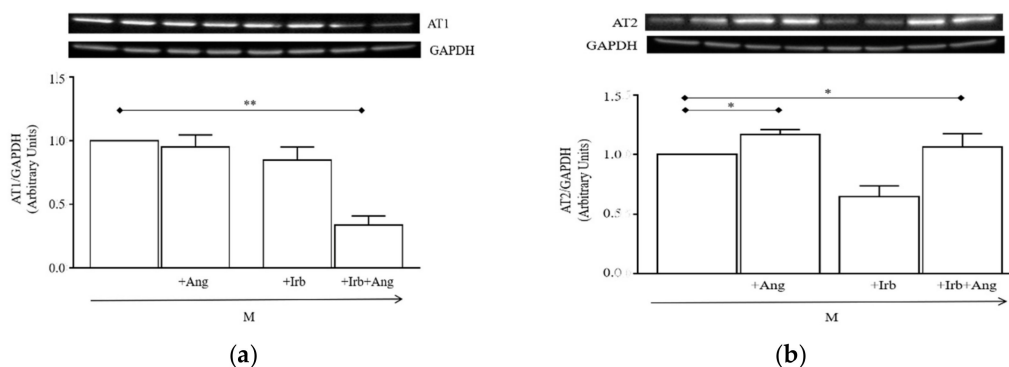 AT1
GAPDH
1.5
**
1.0
AT1/GAPDH
(Arbitrary Units)
0.5
0.0
+Ang
+Irb
+Irb+Ang
M
(a)
AT2
GAPDH
1.5
*
*
1.0
AT2/GAPDH
(Arbitrary Units)
0.5
0.0
+Ang
+Irb
+Irb+Ang
M
(b)